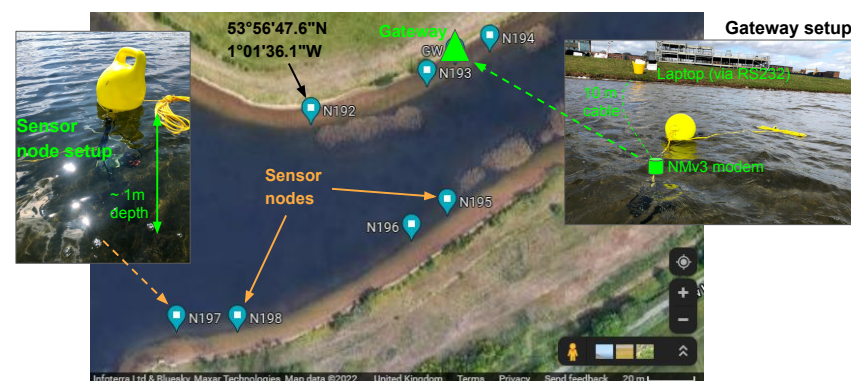 Gateway setup
53°56'47.6"N
1°01'36.1"W
Gateway
GW
N194
N193
N192
Laptop (via RS232)
10 m
cable
NMv3 modem
Sensor
node setup
~ 1m
depth
Sensor
nodes
N195
N196
N197
N198
Infoterra Ltd & Bluesky, Maxar Technologies, Map data ©2022 United Kingdom Terms Privacy Send feedback 20 m